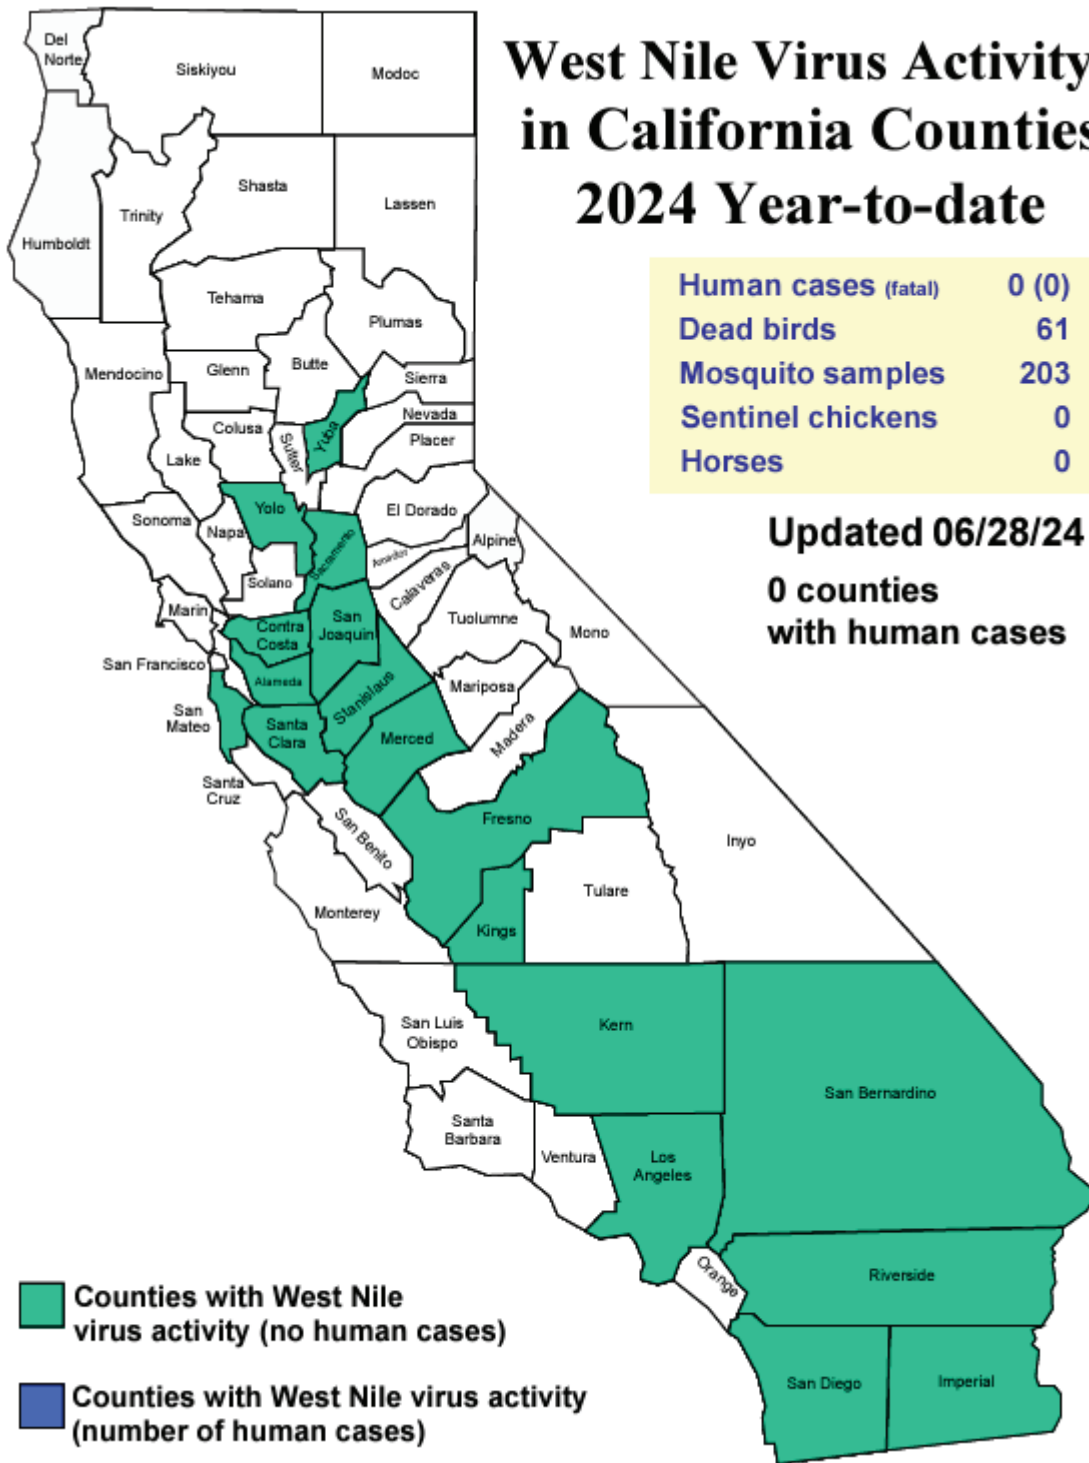 West Nile Virus Activity
in California Counties
2024 Year-to-date
Human cases (fatal) 0 (0)
Dead birds 61
Mosquito samples 203
Sentinel chickens 0
Horses 0
Updated 06/28/24
0 counties
with human cases
Del
Norte
Siskiyou
Modoc
Humboldt
Trinity
Shasta
Lassen
Tehama
Plumas
Mendocino
Glenn
Butte
Sierra
Nevada
Placer
Colusa
Sutter
Yuba
Lake
Yolo
Sonoma
Napa
Sacramento
El Dorado
Alpine
Amador
Solano
Calaveras
Marin
Contra
Costa
San
Joaquin
Tuolumne
Mono
San Francisco
Alameda
Stanislaus
Mariposa
San
Mateo
Santa
Clara
Merced
Madera
Santa
Cruz
San Benito
Fresno
Inyo
Tulare
Monterey
Kings
San Luis
Obispo
Kern
San Bernardino
Santa
Barbara
Ventura
Los
Angeles
Orange
Riverside
San Diego
Imperial
Counties with West Nile
virus activity (no human cases)
Counties with West Nile virus activity
(number of human cases)